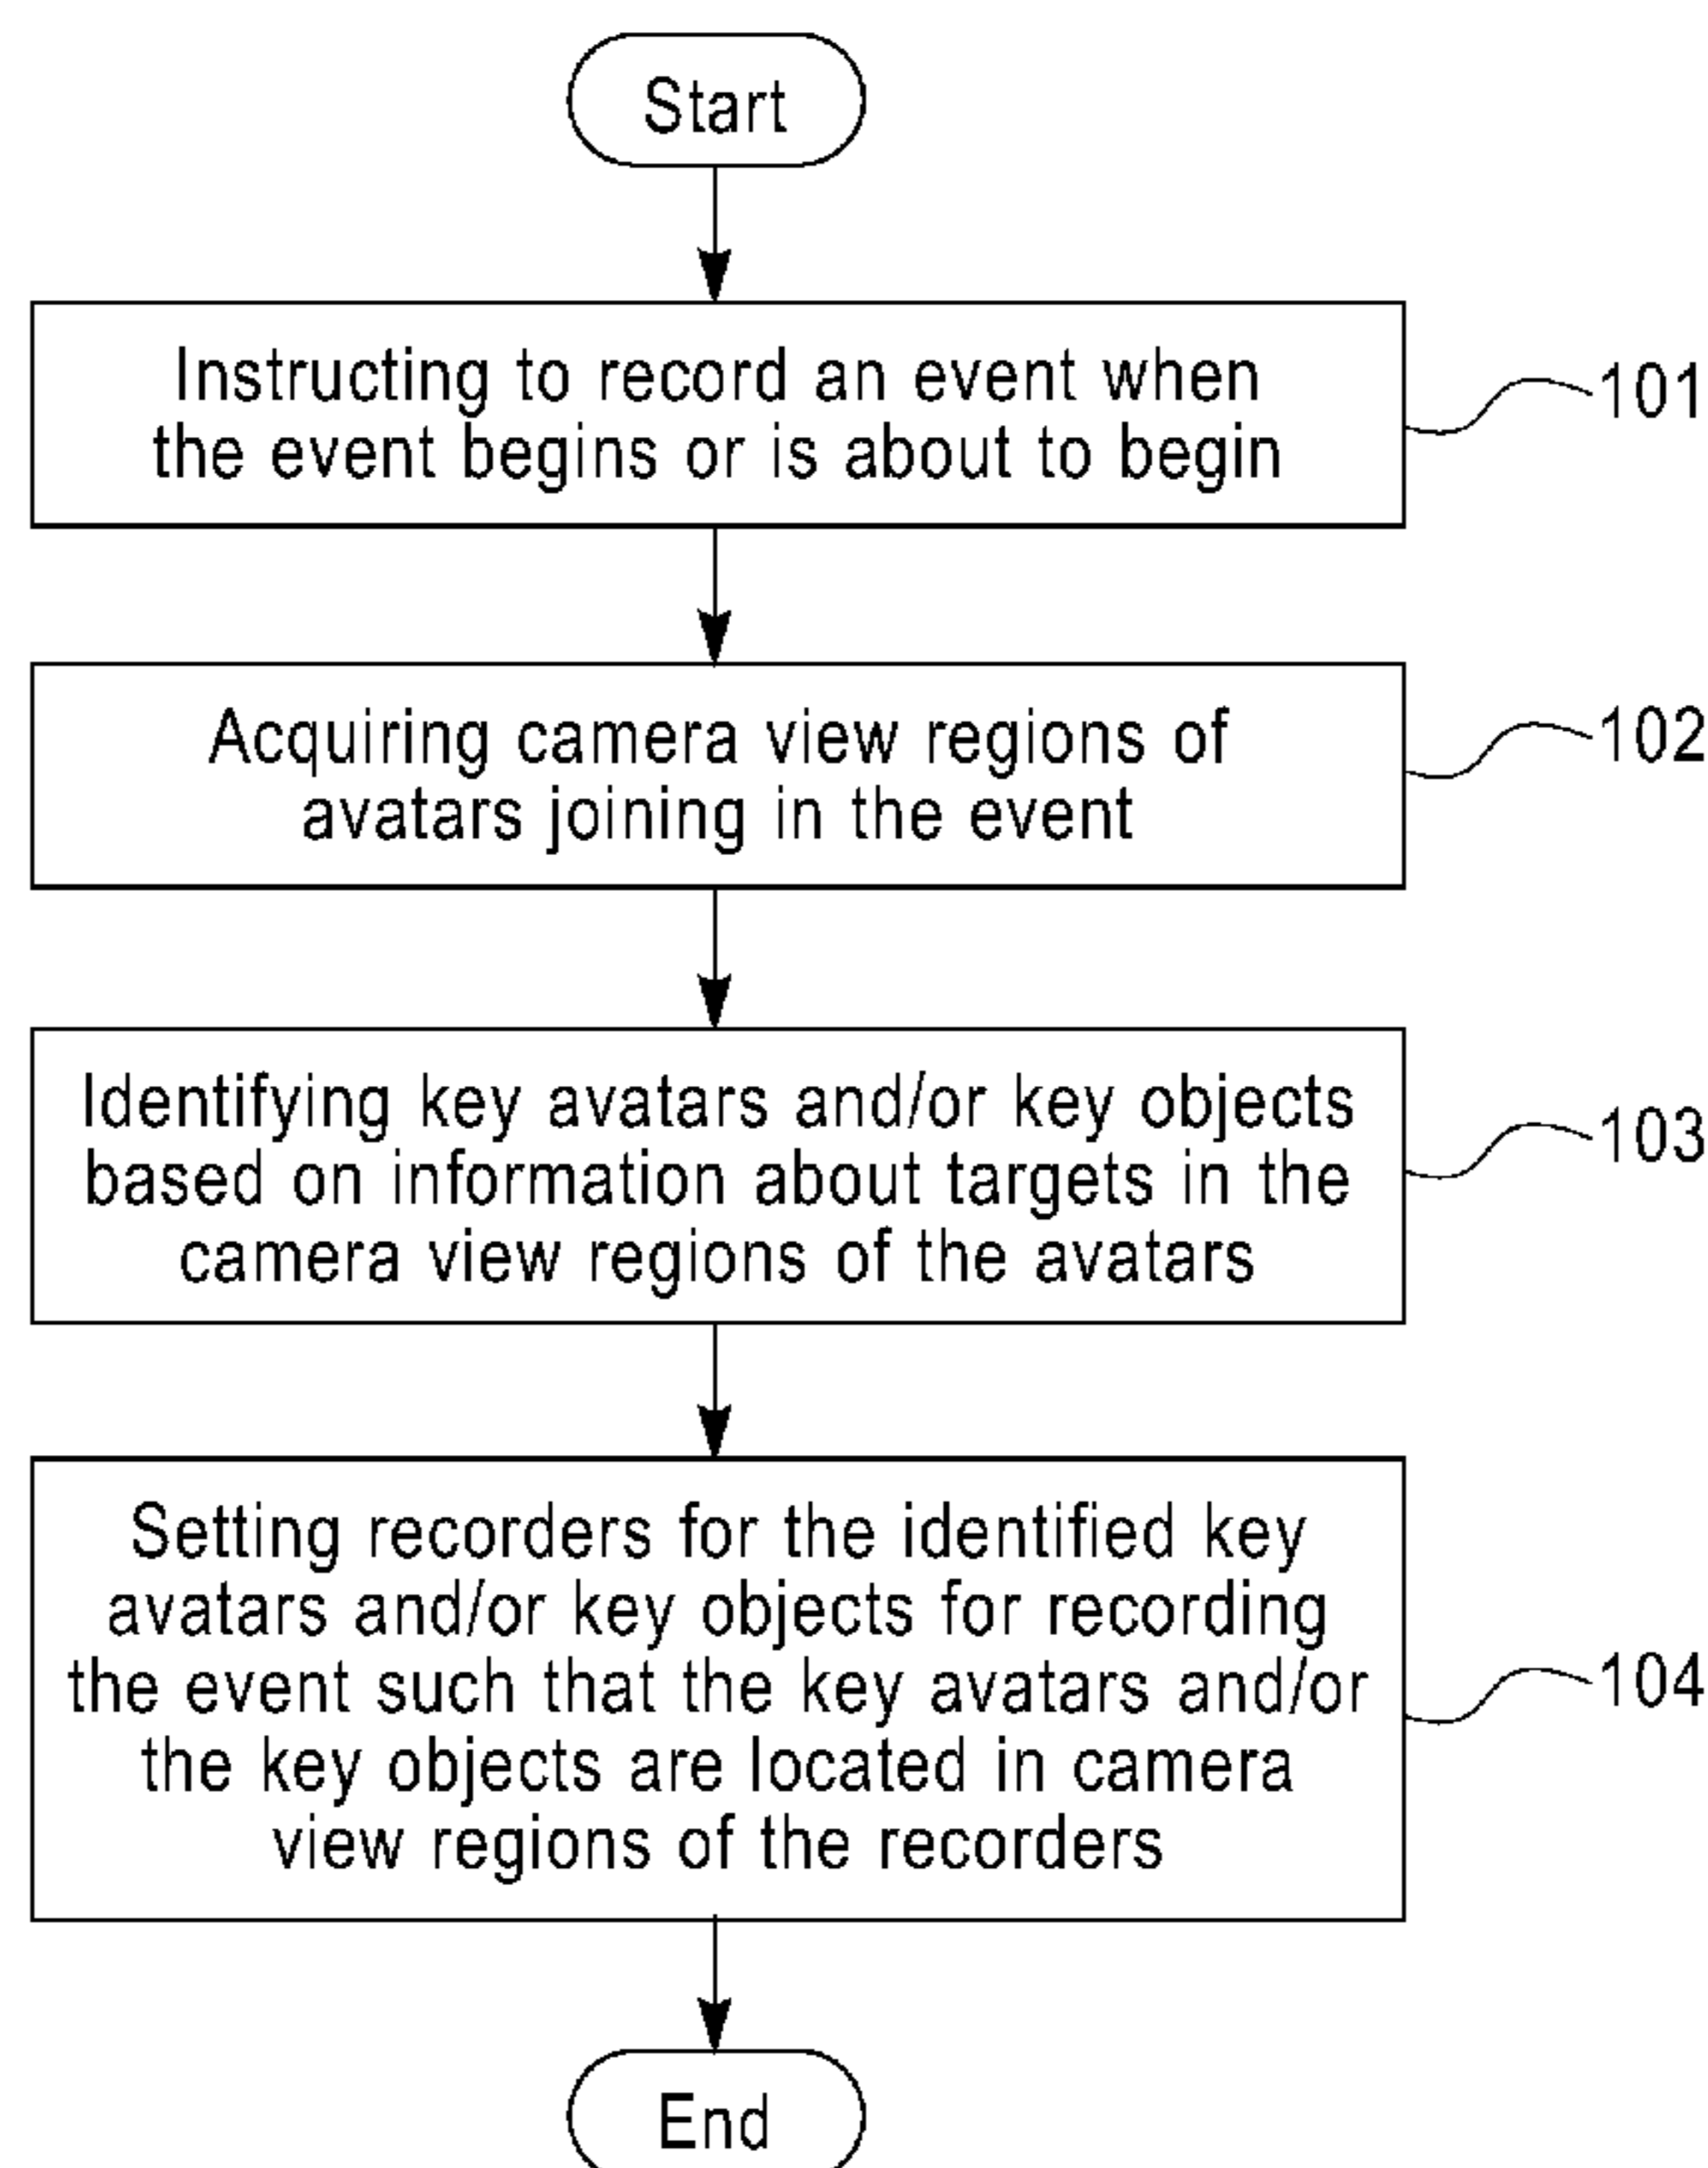 Start
Instructing to record an event when
the event begins or is about to begin
101
Acquiring camera view regions of
avatars joining in the event
102
Identifying key avatars and/or key objects
based on information about targets in the
camera view regions of the avatars
103
Setting recorders for the identified key
avatars and/or key objects for recording
the event such that the key avatars and/or
the key objects are located in camera
view regions of the recorders
104
End